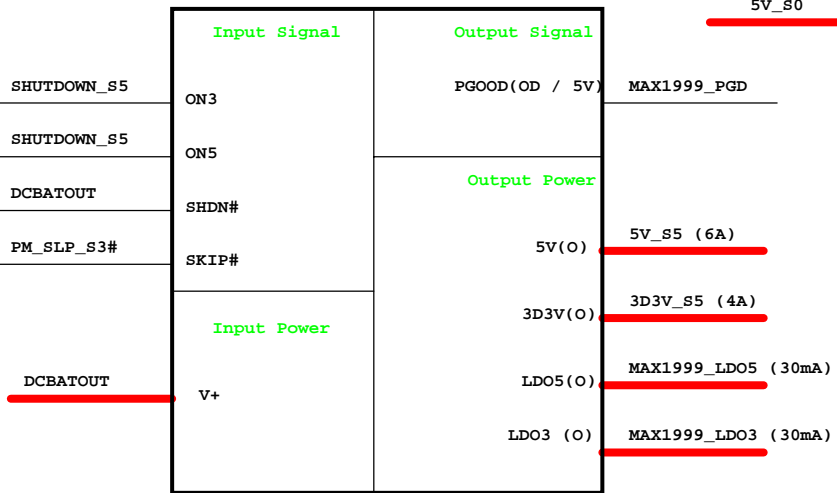 5V_S0
Input Signal
Output Signal
SHUTDOWN_S5
ON3
PGOOD(OD / 5V)
MAX1999_PGD
SHUTDOWN_S5
ON5
DCBATOUT
SHDN#
Output Power
PM_SLP_S3#
SKIP#
5V(O)
5V_S5 (6A)
3D3V(O)
3D3V_S5 (4A)
Input Power
DCBATOUT
V+
LDO5(O)
MAX1999_LDO5 (30mA)
LDO3 (O)
MAX1999_LDO3 (30mA)